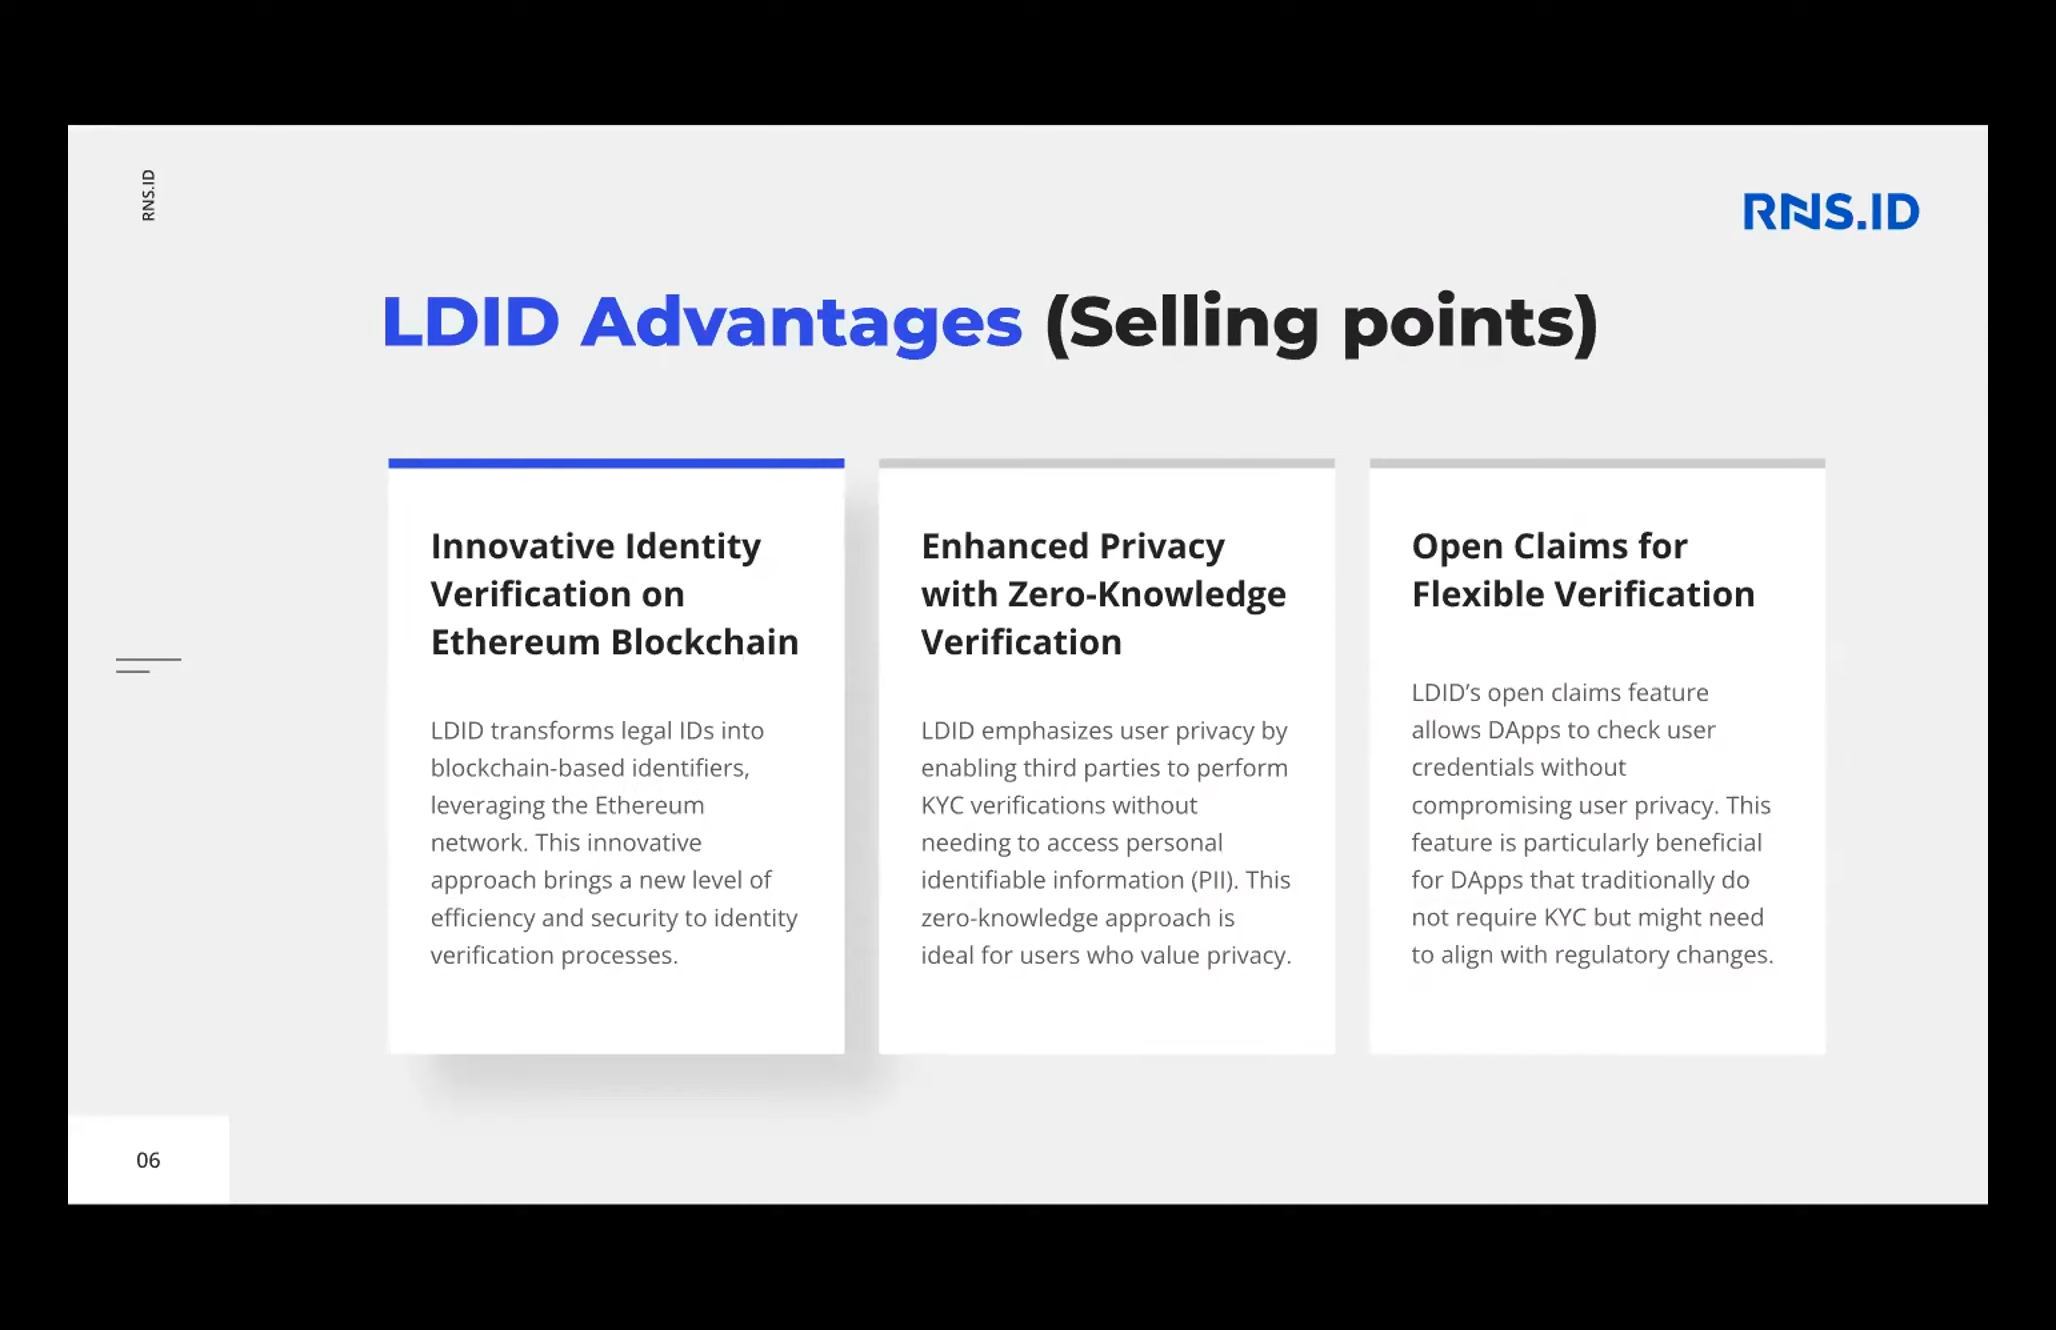 RNS.ID
RNS.ID
LDID Advantages (Selling points)
Innovative Identity
Verification on
Ethereum Blockchain
LDID transforms legal IDs into
blockchain-based identifiers,
leveraging the Ethereum
network. This innovative
approach brings a new level of
efficiency and security to identity
verification processes.
Enhanced Privacy
with Zero-Knowledge
Verification
LDID emphasizes user privacy by
enabling third parties to perform
KYC verifications without
needing to access personal
identifiable information (PII). This
zero-knowledge approach is
ideal for users who value privacy.
Open Claims for
Flexible Verification
LDID’s open claims feature
allows DApps to check user
credentials without
compromising user privacy. This
feature is particularly beneficial
for DApps that traditionally do
not require KYC but might need
to align with regulatory changes.
06